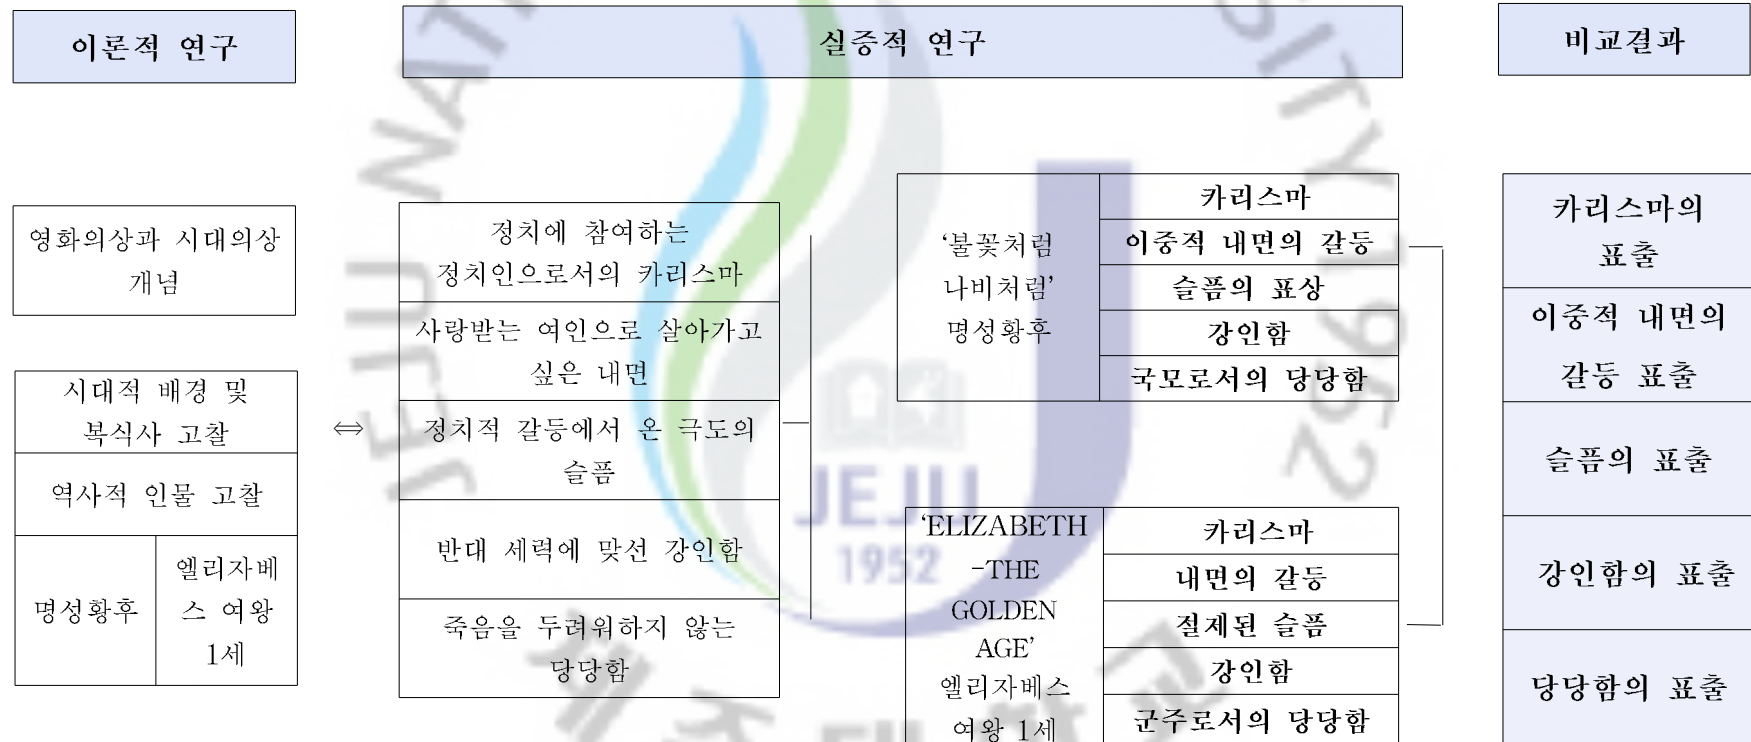 이론적 연구
실증적 연구
비교결과
영화의상과 시대의상
개념
시대적 배경 및
복식사 고찰
역사적 인물 고찰
명성황후
엘리자베
스 여왕
1세
⇔
정치에 참여하는
정치인으로서의 카리스마
사랑받는 여인으로 살아가고
싶은 내면
정치적 갈등에서 온 극도의
슬픔
반대 세력에 맞선 강인함
죽음을 두려워하지 않는
당당함
‘불꽃처럼
나비처럼’
명성황후
카리스마
이중적 내면의 갈등
슬픔의 표상
강인함
국모로서의 당당함
‘ELIZABETH
-THE
GOLDEN
AGE’
엘리자베스
여왕 1세
카리스마
내면의 갈등
절제된 슬픔
강인함
군주로서의 당당함
카리스마의
표출
이중적 내면의
갈등 표출
슬픔의 표출
강인함의 표출
당당함의 표출
JEJU
1952